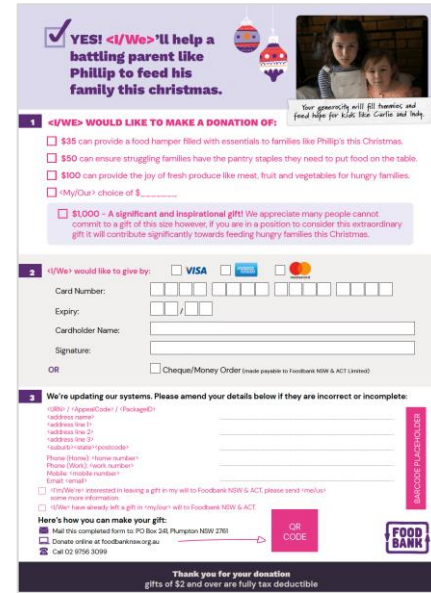 YES! <I/We>'ll help a
battling parent like
Phillip to feed his
family this christmas.
Your generosity will fill tummies and
feed hope for kids like Carlie and Indy.
1 <I/WE> WOULD LIKE TO MAKE A DONATION OF:
$35 can provide a food hamper filled with essentials to families like Phillip's this Christmas.
$50 can ensure struggling families have the pantry staples they need to put food on the table.
$100 can provide the joy of fresh produce like meat, fruit and vegetables for hungry families.
<My/Our> choice of $_______
$1,000 - A significant and inspirational gift! We appreciate many people cannot
commit to a gift of this size however, if you are in a position to consider this extraordinary
gift it will contribute significantly towards feeding hungry families this Christmas.
2 <I/We> would like to give by: VISA
Card Number:
Expiry: /
Cardholder Name:
Signature:
OR Cheque/Money Order (made payable to Foodbank NSW & ACT Limited)
3 We're updating our systems. Please amend your details below if they are incorrect or incomplete:
<URN> / <AppealCode> / <PackageID>
<address name>
<address line 1>
<address line 2>
<address line 3>
<suburb><state><postcode>
Phone (Home): <home number>
Phone (Work): <work number>
Mobile: <mobile number>
Email <email>
BARCODE PLACEHOLDER
<I'm/We're> interested in leaving a gift in my will to Foodbank NSW & ACT, please send <me/us>
some more information.
<I/We> have already left a gift in <my/our> will to Foodbank NSW & ACT.
Here's how you can make your gift:
Mail this completed form to: PO Box 241, Plumpton NSW 2761
Donate online at foodbanknsw.org.au
Call 02 9756 3099
QR
CODE
FOOD
BANK
Thank you for your donation
gifts of $2 and over are fully tax deductible